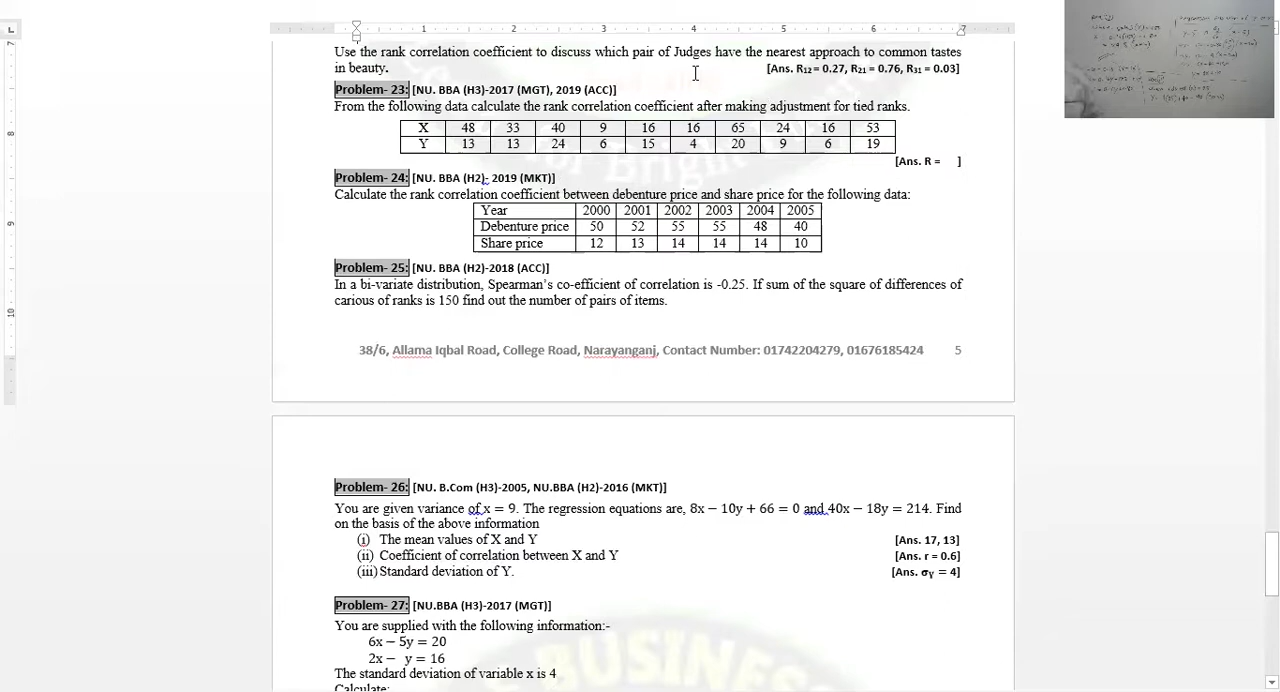 1 2 3 4 5 6 7
Use the rank correlation coefficient to discuss which pair of Judges have the nearest approach to common tastes
in beauty. [Ans. R₁₂ = 0.27, R₂₁ = 0.76, R₃₁ = 0.03]
Problem- 23: [NU. BBA (H3)-2017 (MGT), 2019 (ACC)]
From the following data calculate the rank correlation coefficient after making adjustment for tied ranks.
X 48 33 40 9 16 16 65 24 16 53
Y 13 13 24 6 15 4 20 9 6 19
[Ans. R = ]
Problem- 24: [NU. BBA (H2)- 2019 (MKT)]
Calculate the rank correlation coefficient between debenture price and share price for the following data:
Year 2000 2001 2002 2003 2004 2005
Debenture price 50 52 55 55 48 40
Share price 12 13 14 14 14 10
Problem- 25: [NU. BBA (H2)-2018 (ACC)]
In a bi-variate distribution, Spearman's co-efficient of correlation is -0.25. If sum of the square of differences of
carious of ranks is 150 find out the number of pairs of items.
38/6, Allama Iqbal Road, College Road, Narayanganj, Contact Number: 01742204279, 01676185424 5
Problem- 26: [NU. B.Com (H3)-2005, NU.BBA (H2)-2016 (MKT)]
You are given variance of x = 9. The regression equations are, 8x − 10y + 66 = 0 and 40x − 18y = 214. Find
on the basis of the above information
(i) The mean values of X and Y [Ans. 17, 13]
(ii) Coefficient of correlation between X and Y [Ans. r = 0.6]
(iii) Standard deviation of Y. [Ans. σY = 4]
Problem- 27: [NU.BBA (H3)-2017 (MGT)]
You are supplied with the following information:-
6x − 5y = 20
2x − y = 16
The standard deviation of variable x is 4
Calculate:
BUSINESS